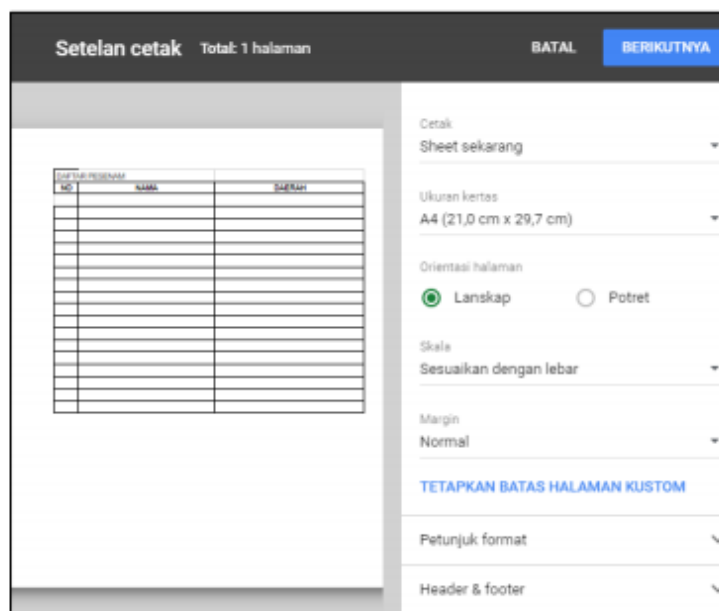 Setelan cetak Total: 1 halaman BATAL BERIKUTNYA
DAFTAR PESENAM
NO NAMA DAERAH
Cetak
Sheet sekarang
Ukuran kertas
A4 (21,0 cm x 29,7 cm)
Orientasi halaman
Lanskap Potret
Skala
Sesuaikan dengan lebar
Margin
Normal
TETAPKAN BATAS HALAMAN KUSTOM
Petunjuk format
Header & footer